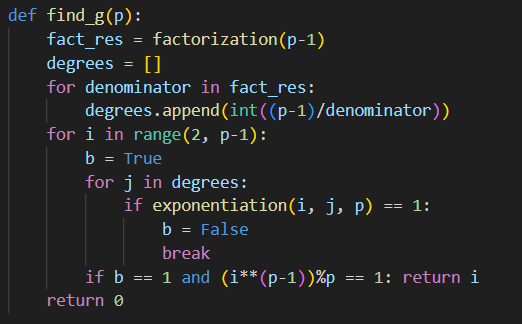 def find_g(p):
    fact_res = factorization(p-1)
    degrees = []
    for denominator in fact_res:
        degrees.append(int((p-1)/denominator))
    for i in range(2, p-1):
        b = True
        for j in degrees:
            if exponentiation(i, j, p) == 1:
                b = False
                break
        if b == 1 and (i**(p-1))%p == 1: return i
    return 0